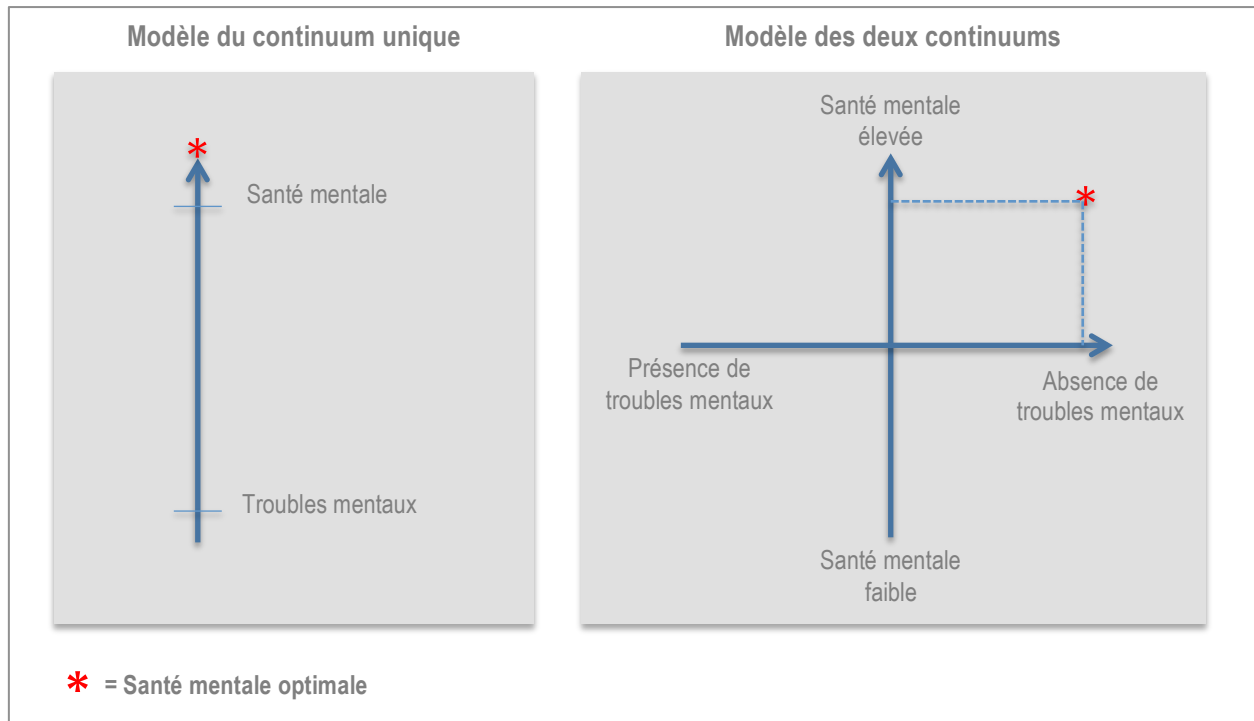 Modèle du continuum unique
Modèle des deux continuums
*
Santé mentale
Troubles mentaux
Santé mentale
élevée
*
Présence de
troubles mentaux
Absence de
troubles mentaux
Santé mentale
faible
* = Santé mentale optimale